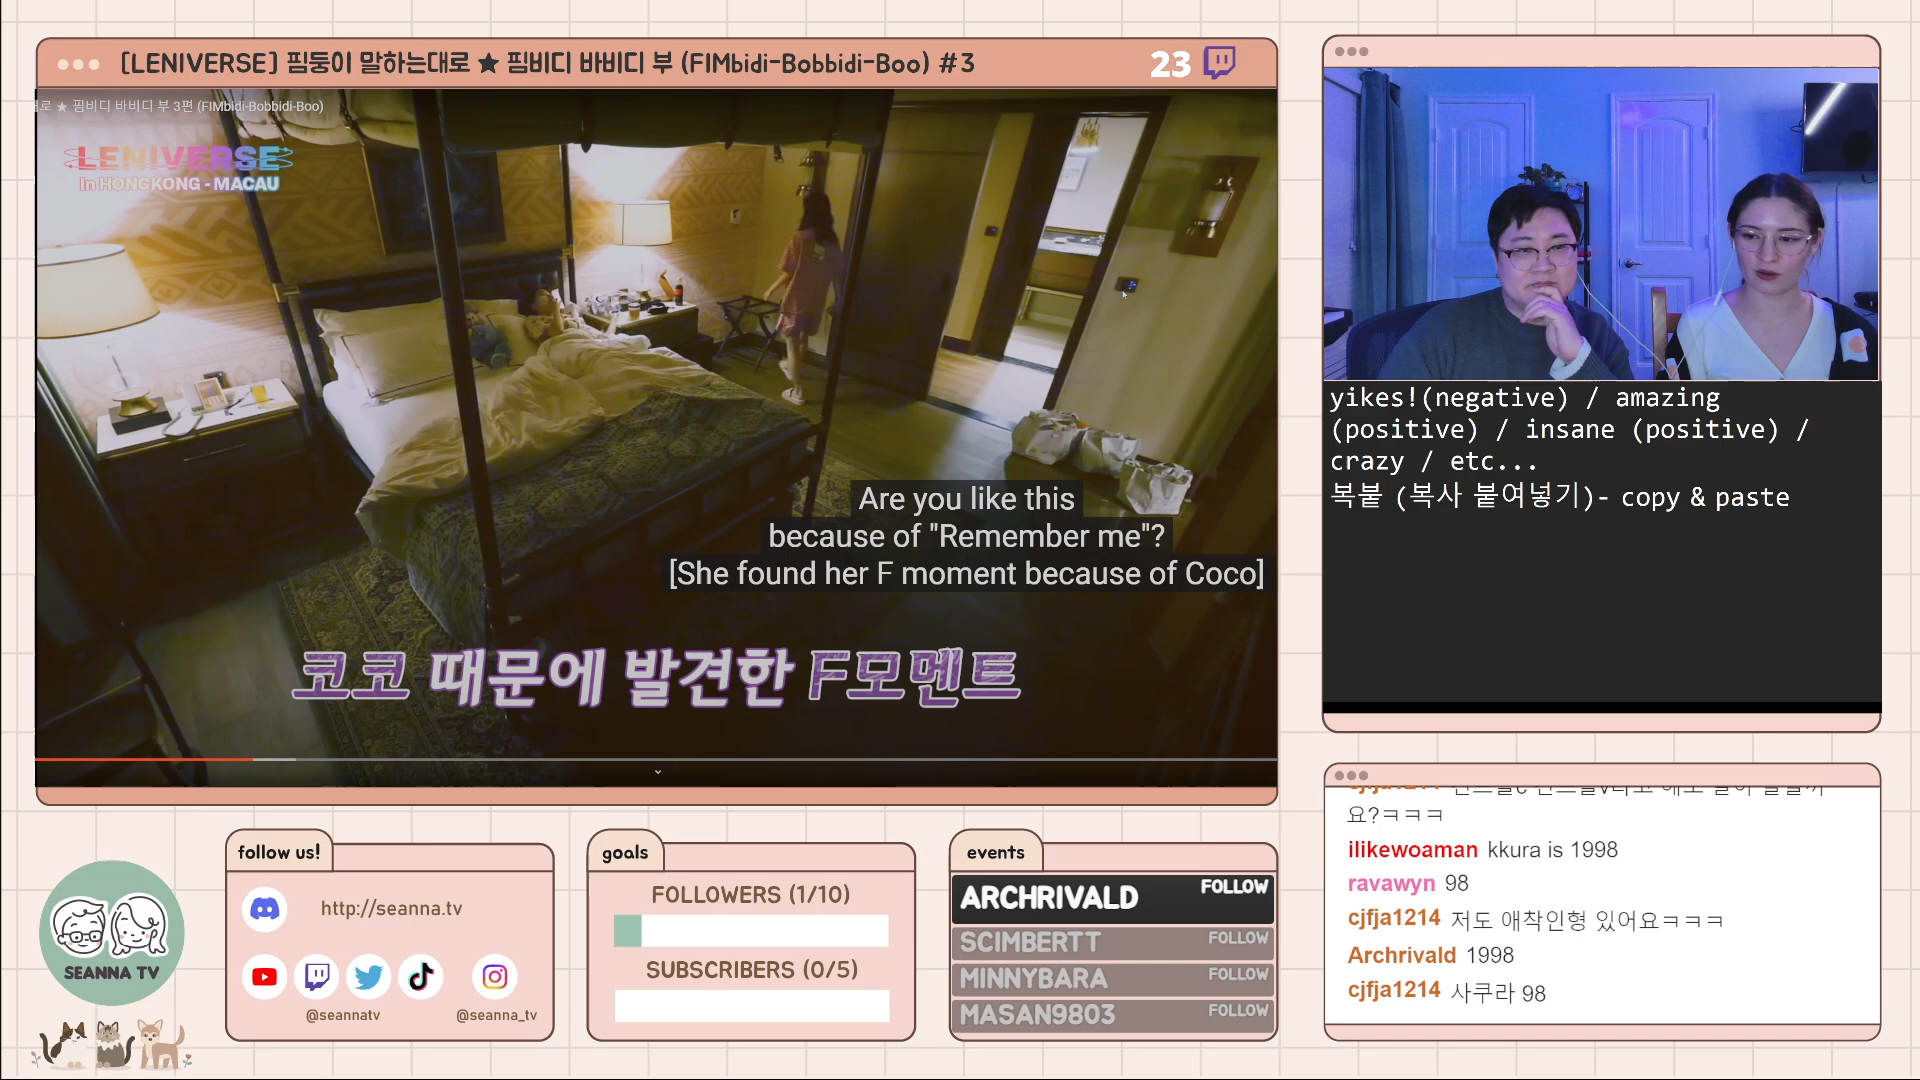 [LENIVERSE] 핌둥이 말하는대로 ★ 핌비디 바비디 부 (FIMbidi-Bobbidi-Boo) #3
23
로 ★ 핌비디 바비디 부 3편 (FIMbidi-Bobbidi-Boo)
LENIVERSE
In HONGKONG - MACAU
Are you like this
because of "Remember me"?
[She found her F moment because of Coco]
코코 때문에 발견한 F모멘트
yikes!(negative) / amazing
(positive) / insane (positive) /
crazy / etc...
복붙 (복사 붙여넣기)- copy & paste
요?ㅋㅋㅋ
ilikewoaman kkura is 1998
ravawyn 98
cjfja1214 저도 애착인형 있어요ㅋㅋㅋ
Archrivald 1998
cjfja1214 사쿠라 98
SEANNA TV
follow us!
http://seanna.tv
@seannatv
@seanna_tv
goals
FOLLOWERS (1/10)
SUBSCRIBERS (0/5)
events
ARCHRIVALD FOLLOW
SCIMBERTT FOLLOW
MINNYBARA FOLLOW
MASAN9803 FOLLOW